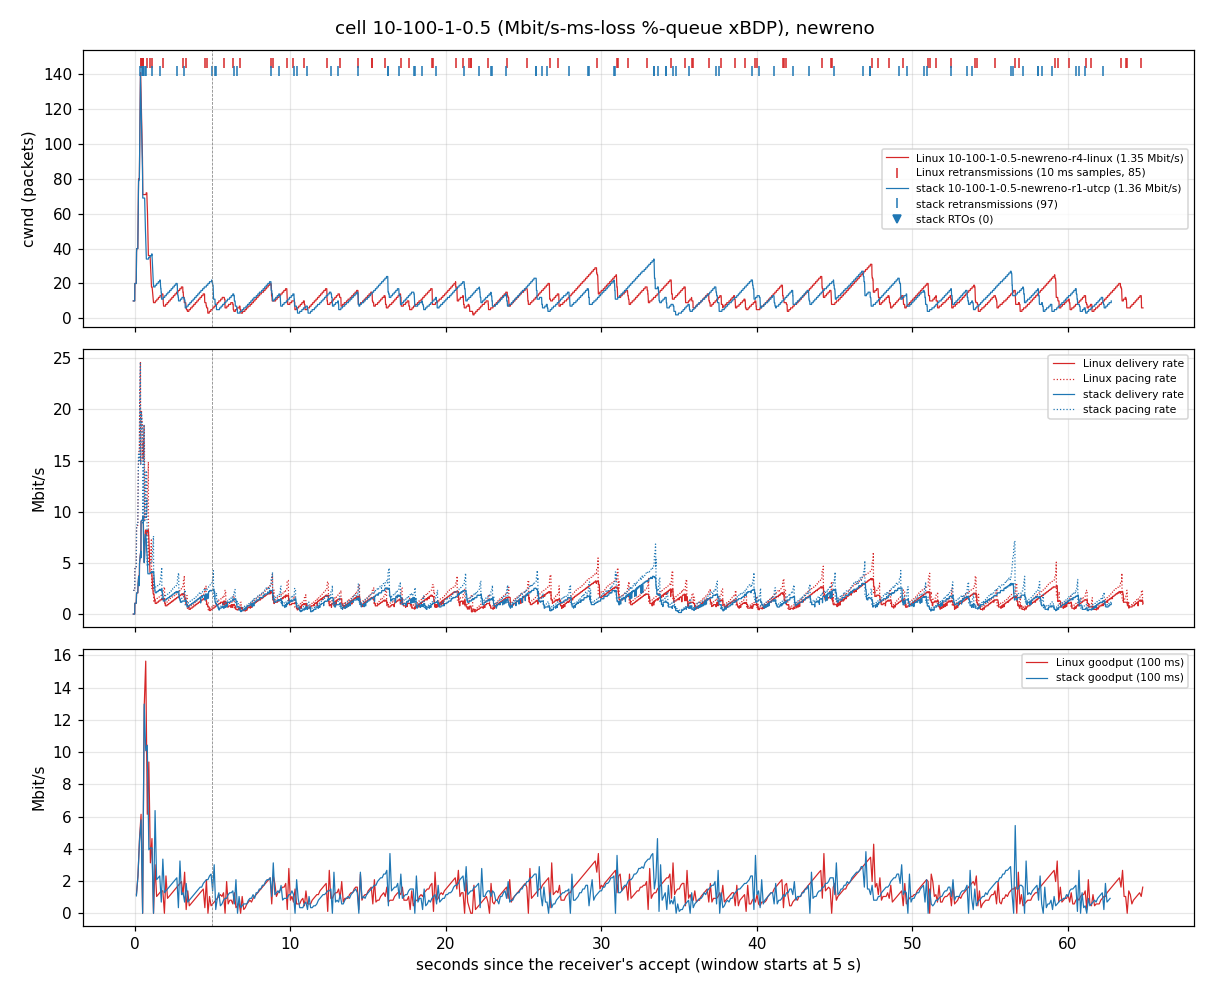 cell 10-100-1-0.5 (Mbit/s-ms-loss %-queue xBDP), newreno
cwnd (packets)
140
120
100
80
60
40
20
0
Linux 10-100-1-0.5-newreno-r4-linux (1.35 Mbit/s)
Linux retransmissions (10 ms samples, 85)
stack 10-100-1-0.5-newreno-r1-utcp (1.36 Mbit/s)
stack retransmissions (97)
stack RTOs (0)
Mbit/s
25
20
15
10
5
0
Linux delivery rate
Linux pacing rate
stack delivery rate
stack pacing rate
Mbit/s
16
14
12
10
8
6
4
2
0
Linux goodput (100 ms)
stack goodput (100 ms)
0 10 20 30 40 50 60
seconds since the receiver's accept (window starts at 5 s)